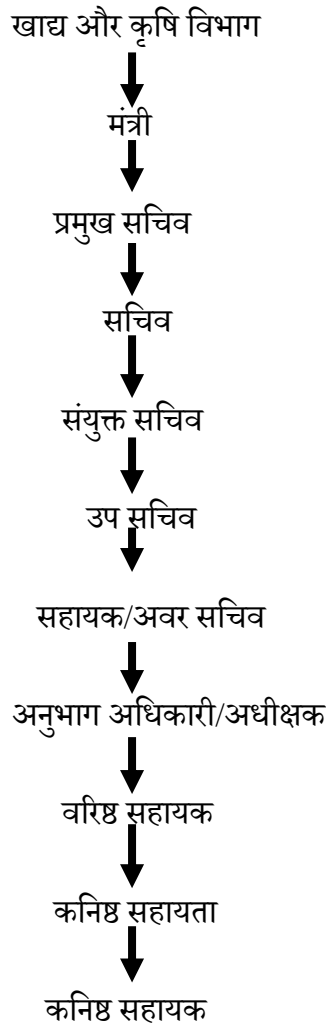 खाद्य और कृषि विभाग
मंत्री
प्रमुख सचिव
सचिव
संयुक्त सचिव
उप सचिव
सहायक/अवर सचिव
अनुभाग अधिकारी/अधीक्षक
वरिष्ठ सहायक
कनिष्ठ सहायता
कनिष्ठ सहायक